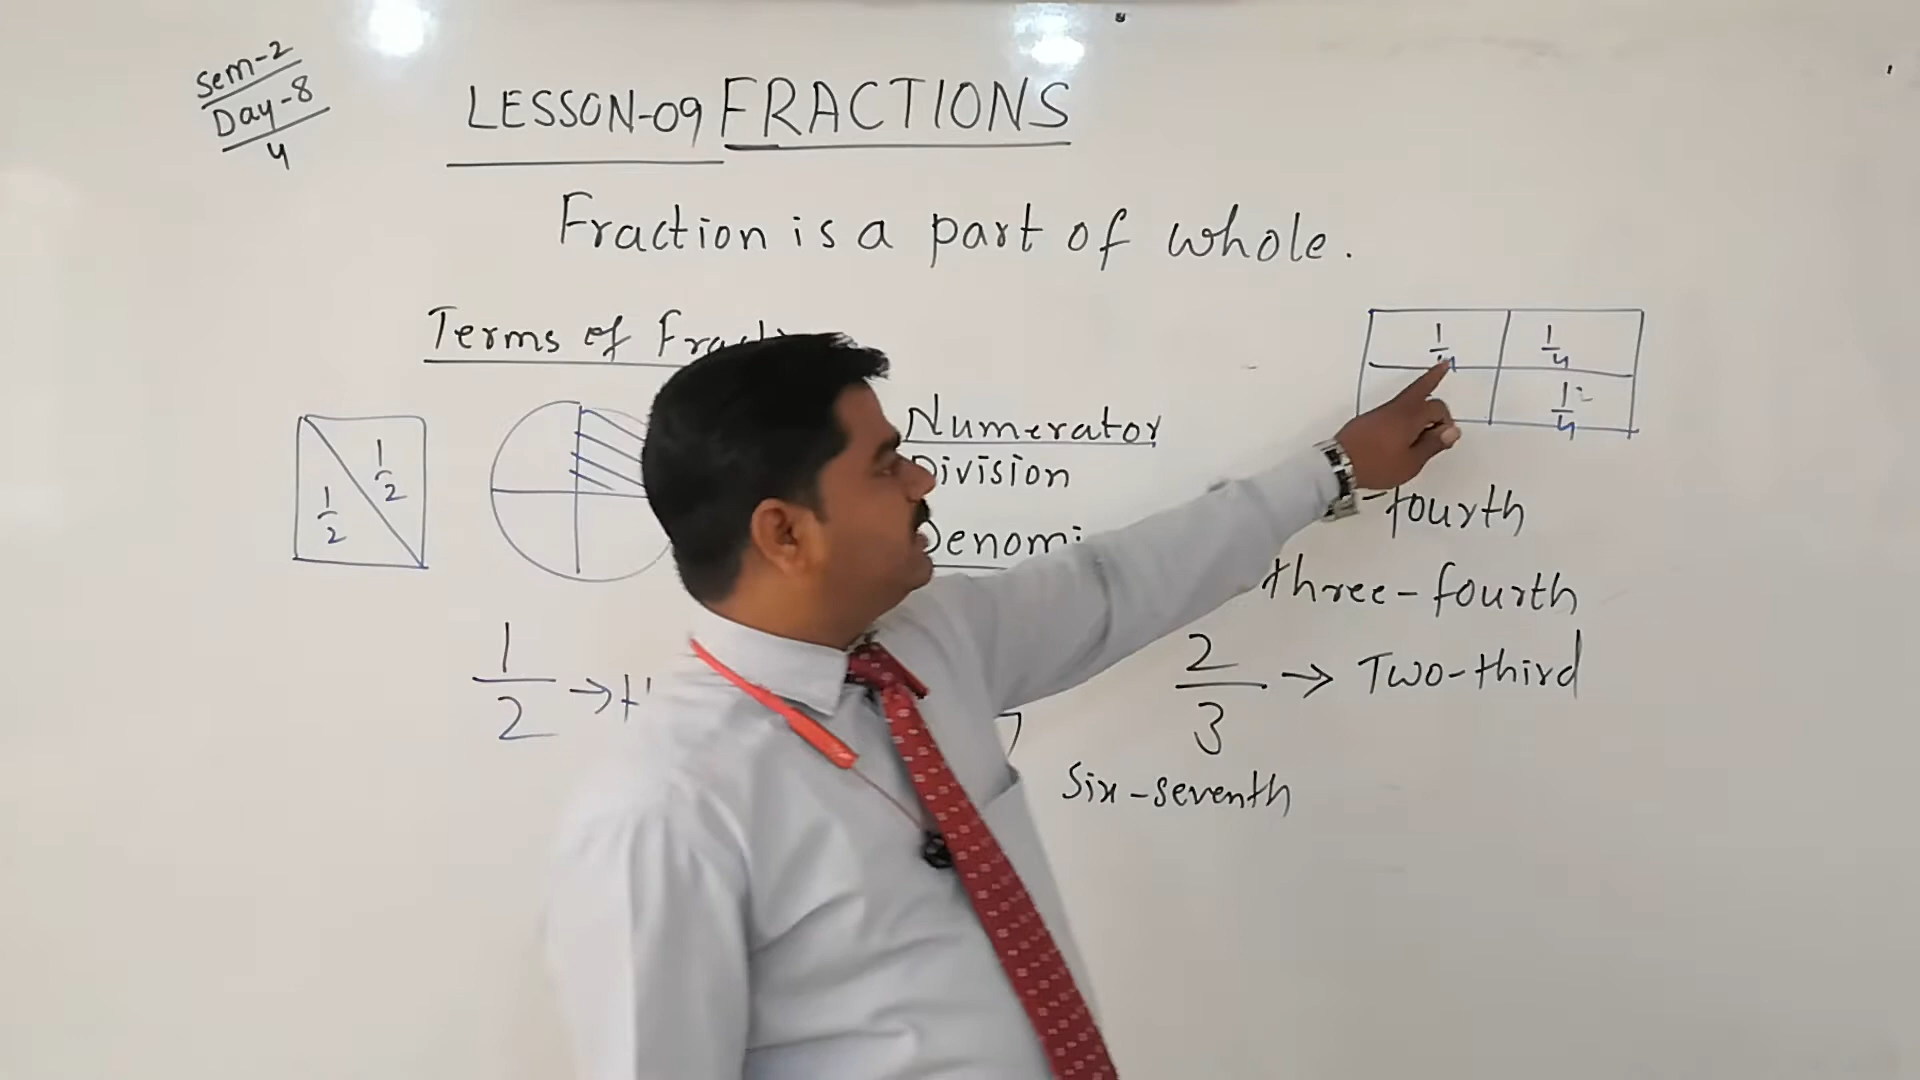 Sem-2
Day-8
4
LESSON-09 FRACTIONS
Fraction is a part of whole.
Terms of
1/4 1/4
1/4
1/2
1/2
Numerator
Division
-fourth
three-fourth
1/2 →
2/3 → Two-third
Six-seventh